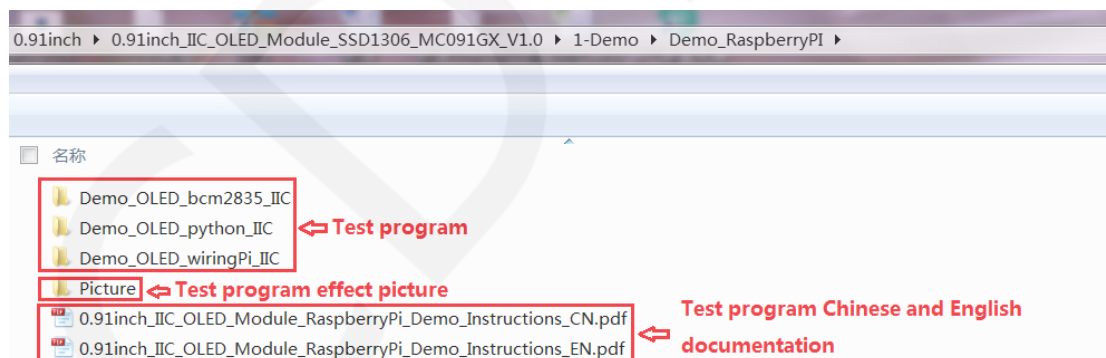 0.91inch ▸ 0.91inch_IIC_OLED_Module_SSD1306_MC091GX_V1.0 ▸ 1-Demo ▸ Demo_RaspberryPI ▸
名称
Demo_OLED_bcm2835_IIC
Demo_OLED_python_IIC
Test program
Demo_OLED_wiringPi_IIC
Picture
Test program effect picture
0.91inch_IIC_OLED_Module_RaspberryPi_Demo_Instructions_CN.pdf
0.91inch_IIC_OLED_Module_RaspberryPi_Demo_Instructions_EN.pdf
Test program Chinese and English
documentation